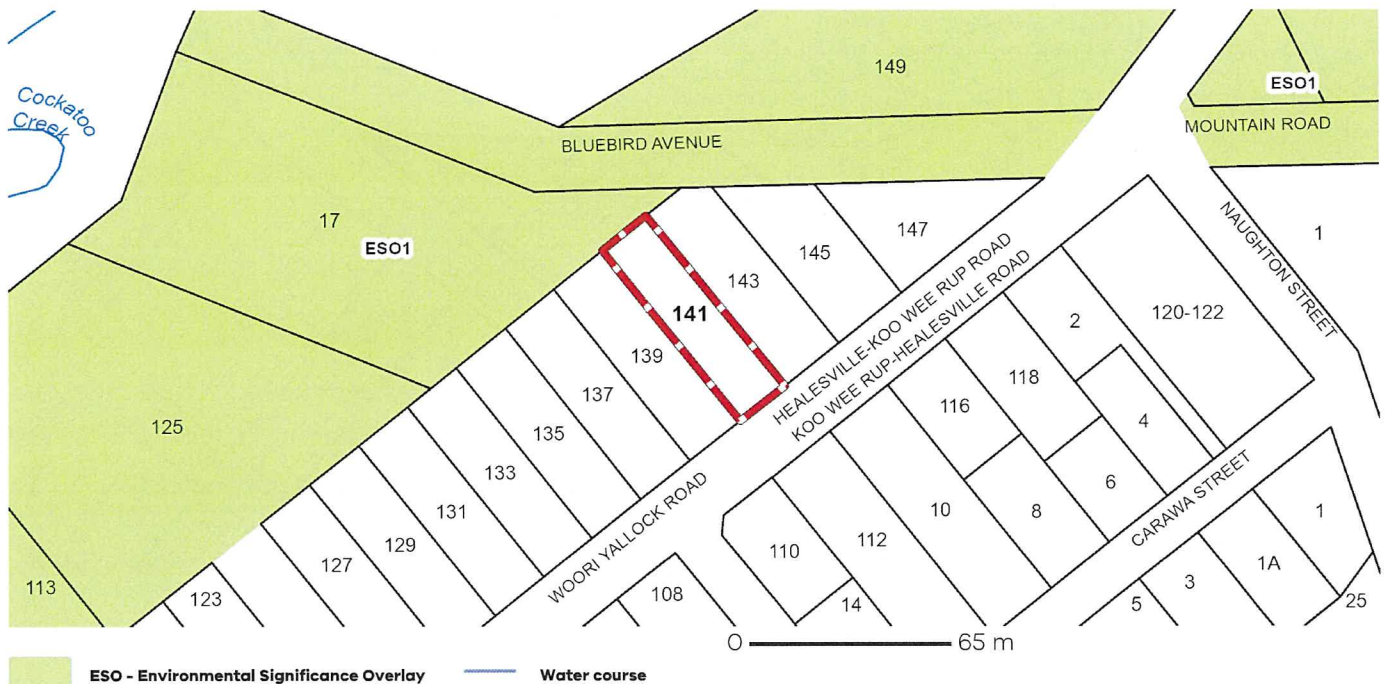 149
ESO1
Cockatoo
Creek
BLUEBIRD AVENUE
MOUNTAIN ROAD
17
ESO1
147
145
143
141
139
137
135
133
131
129
127
123
125
113
HEALESVILLE-KOO WEE RUP ROAD
KOO WEE RUP-HEALESVILLE ROAD
WOORI YALLOCK ROAD
NAUGHTON STREET
1
120-122
2
118
116
4
6
8
10
112
110
14
108
CARAWA STREET
1
1A
3
5
25
0 65 m
ESO - Environmental Significance Overlay
Water course